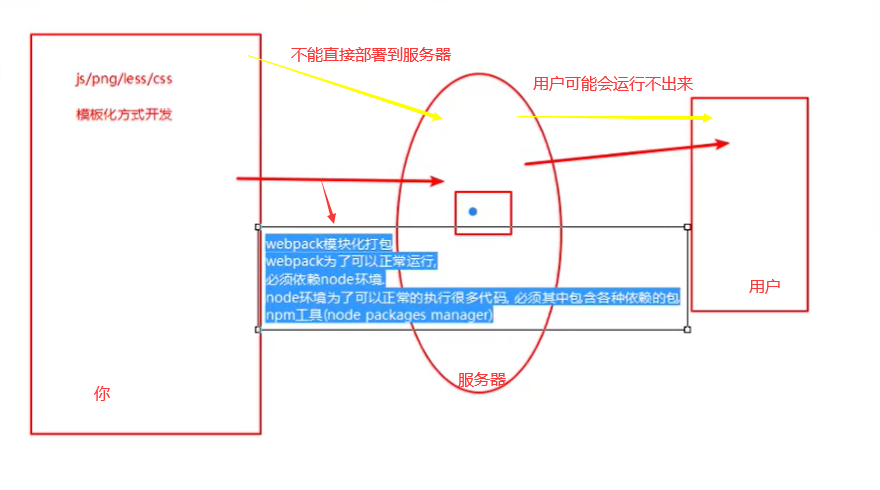 不能直接部署到服务器
js/png/less/css
用户可能会运行不出来
模板化方式开发
webpack模块化打包
webpack为了可以正常运行,
必须依赖node环境.
node环境为了可以正常的执行很多代码, 必须其中包含各种依赖的包
npm工具(node packages manager)
用户
服务器
你